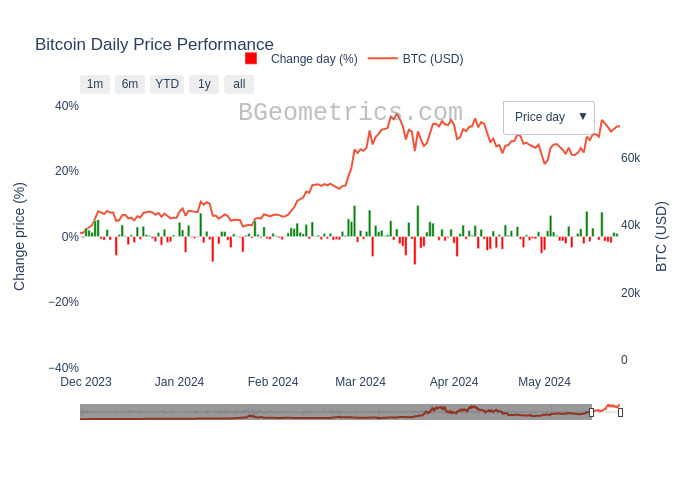 Bitcoin Daily Price Performance
Change day (%) BTC (USD)
1m 6m YTD 1y all
BGeometrics.com
Price day ▼
40%
20%
0%
−20%
−40%
Change price (%)
60k
40k
20k
0
BTC (USD)
Dec 2023 Jan 2024 Feb 2024 Mar 2024 Apr 2024 May 2024